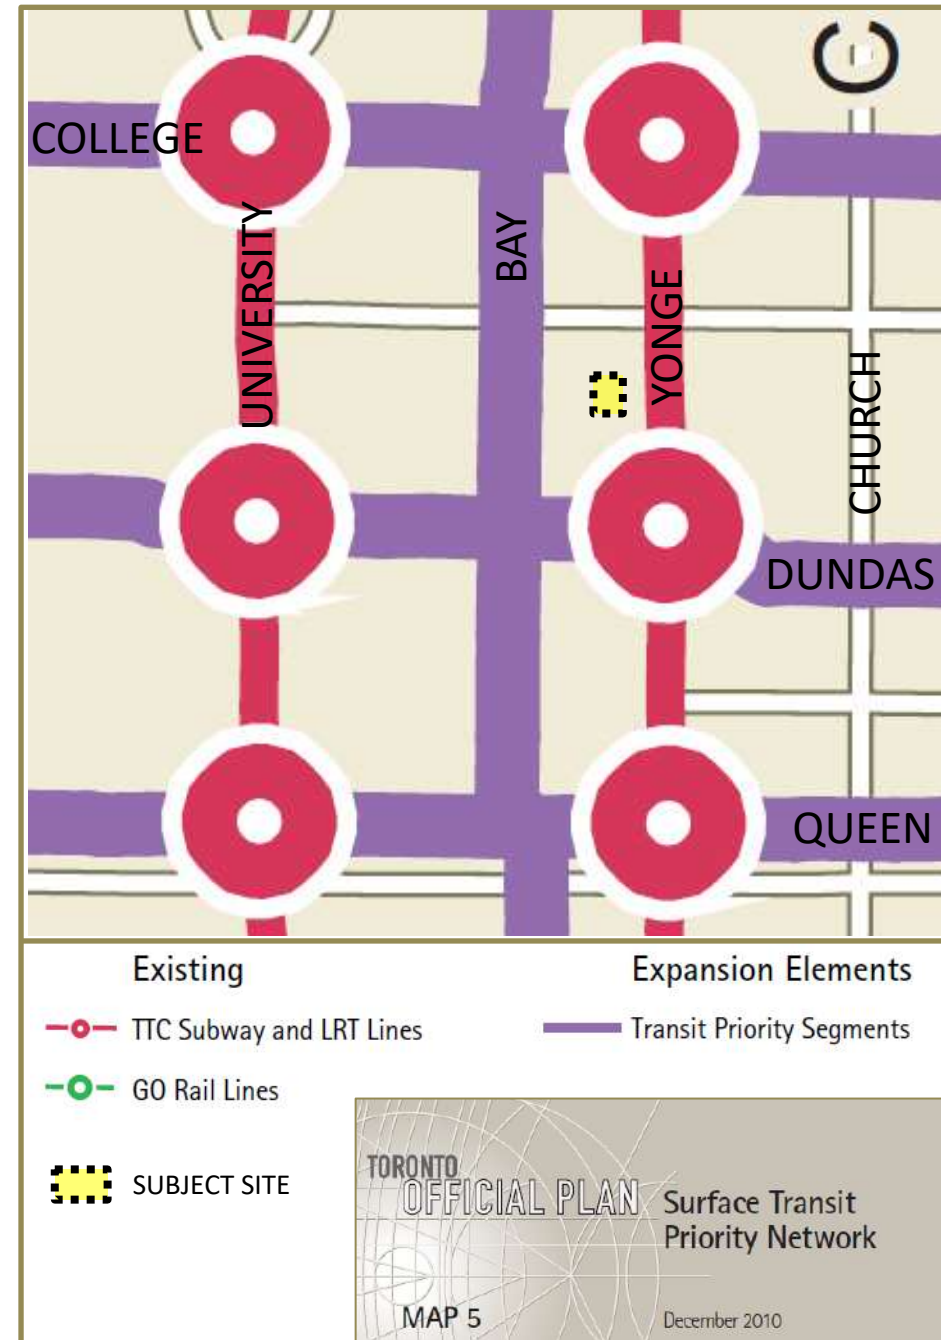 COLLEGE
UNIVERSITY
BAY
YONGE
CHURCH
DUNDAS
QUEEN
Existing
TTC Subway and LRT Lines
GO Rail Lines
SUBJECT SITE
Expansion Elements
Transit Priority Segments
TORONTO
OFFICIAL PLAN
MAP 5
Surface Transit
Priority Network
December 2010